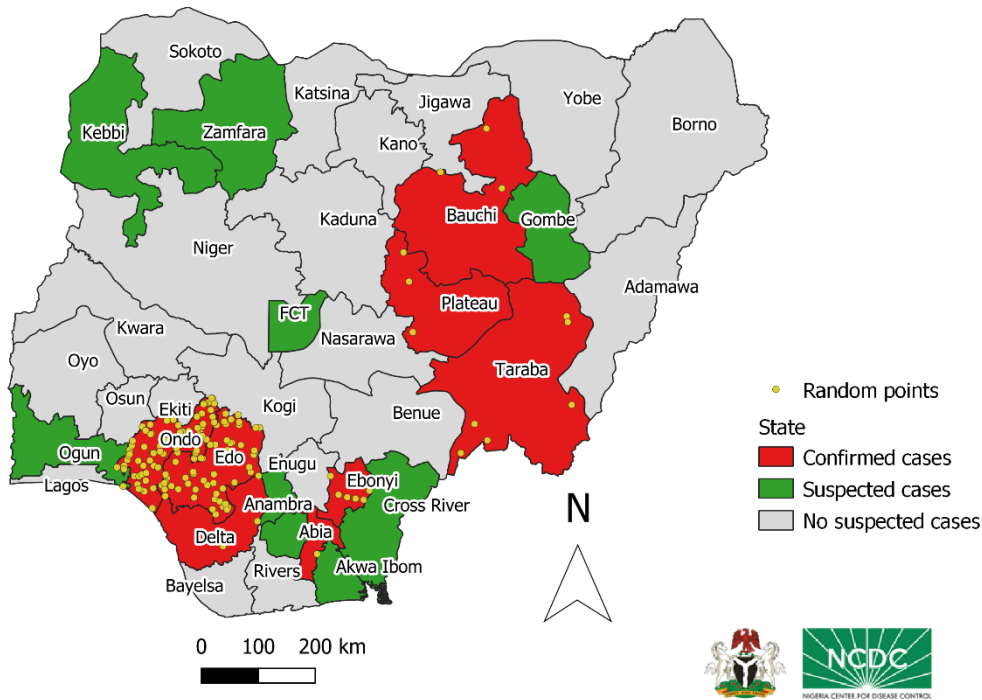 Sokoto
Katsina
Jigawa
Yobe
Borno
Kebbi
Zamfara
Kano
Kaduna
Bauchi
Gombe
Niger
Adamawa
Plateau
FCT
Kwara
Nasarawa
Oyo
Taraba
Osun
Ekiti
Kogi
Benue
Ondo
Ogun
Edo
Enugu
Ebonyi
Lagos
Anambra
Cross River
Delta
Abia
Bayelsa
Rivers
Akwa Ibom
Random points
State
Confirmed cases
Suspected cases
No suspected cases
N
0 100 200 km
NCDC
NIGERIA CENTER FOR DISEASE CONTROL